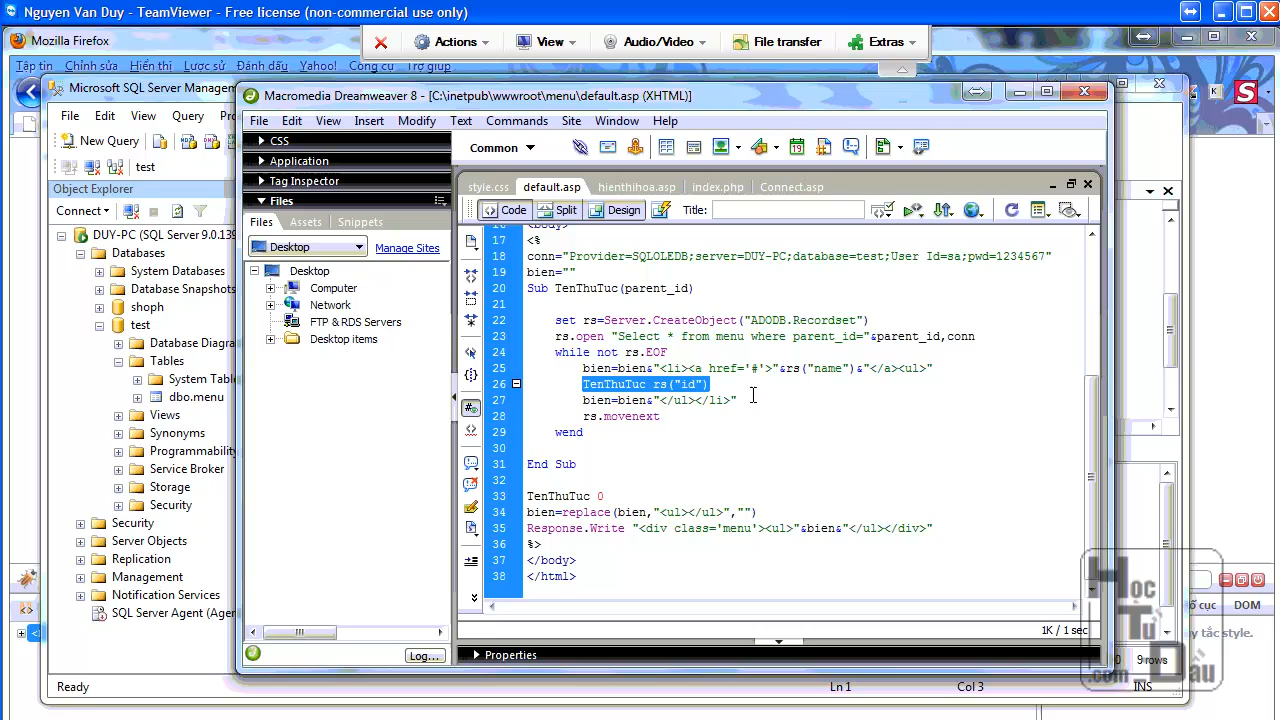 Nguyen Van Duy - TeamViewer - Free license (non-commercial use only)
Mozilla Firefox
Actions
View
Audio/Video
File transfer
Extras
Tập tin Chỉnh sửa Hiển thị Lược sử Đánh dấu Yahoo! Công cụ Trợ giúp
Microsoft SQL Server Manag
File Edit View Query
New Query
test
Object Explorer
Connect
DUY-PC (SQL Server 9.0.139
Databases
System Databases
Database Snapshots
shoph
test
Database Diagra
Tables
System Table
dbo.menu
Views
Synonyms
Programmability
Service Broker
Storage
Security
Security
Server Objects
Replication
Management
Notification Services
SQL Server Agent (Agen
Macromedia Dreamweaver 8 - [C:\inetpub\wwwroot\menu\default.asp (XHTML)]
File Edit View Insert Modify Text Commands Site Window Help
CSS
Application
Tag Inspector
Files
Files Assets Snippets
Desktop Manage Sites
Desktop
Computer
Network
FTP & RDS Servers
Desktop items
Log...
Common
style.css default.asp hienthihoa.asp index.php Connect.asp
Code Split Design Title:
16 <body>
17 <%
18 conn="Provider=SQLOLEDB;server=DUY-PC;database=test;User Id=sa;pwd=1234567"
19 bien=""
20 Sub TenThuTuc(parent_id)
21
22 set rs=Server.CreateObject("ADODB.Recordset")
23 rs.open "Select * from menu where parent_id="&parent_id,conn
24 while not rs.EOF
25 bien=bien&"<li><a href='#'>"&rs("name")&"</a><ul>"
26 TenThuTuc rs("id")
27 bien=bien&"</ul></li>"
28 rs.movenext
29 wend
30
31 End Sub
32
33 TenThuTuc 0
34 bien=replace(bien,"<ul></ul>","")
35 Response.Write "<div class='menu'><ul>"&bien&"</ul></div>"
36 %>
37 </body>
38 </html>
1K / 1 sec
Properties
Ready
Ln 1
Col 3
INS
9 rows
ố cục DOM
y tắc style.
Học
Từ
.com_Đầu